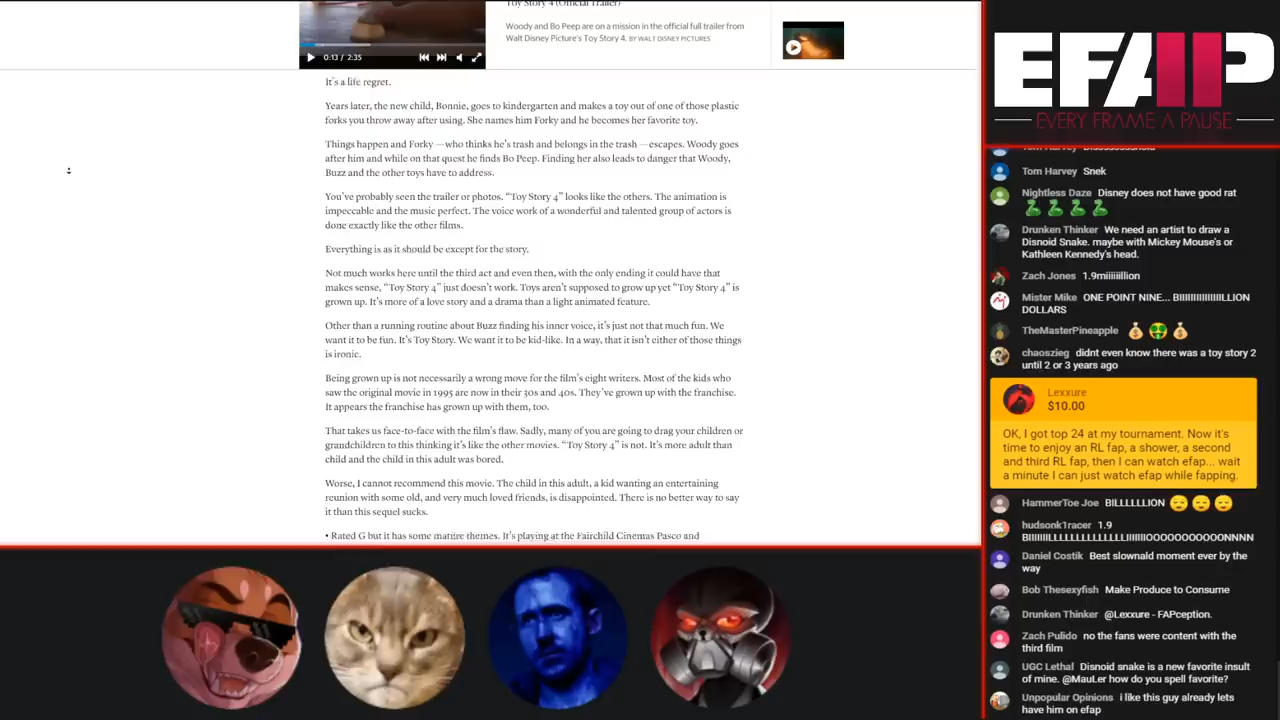 Toy Story 4 (Official Trailer)
Woody and Bo Peep are on a mission in the official full trailer from
Walt Disney Picture's Toy Story 4. BY WALT DISNEY PICTURES
0:13 / 2:35
It's a life regret.
Years later, the new child, Bonnie, goes to kindergarten and makes a toy out of one of those plastic
forks you throw away after using. She names him Forky and he becomes her favorite toy.
Things happen and Forky —who thinks he's trash and belongs in the trash —escapes. Woody goes
after him and while on that quest he finds Bo Peep. Finding her also leads to danger that Woody,
Buzz and the other toys have to address.
You've probably seen the trailer or photos. “Toy Story 4” looks like the others. The animation is
impeccable and the music perfect. The voice work of a wonderful and talented group of actors is
done exactly like the other films.
Everything is as it should be except for the story.
Not much works here until the third act and even then, with the only ending it could have that
makes sense, “Toy Story 4” just doesn't work. Toys aren't supposed to grow up yet “Toy Story 4” is
grown up. It's more of a love story and a drama than a light animated feature.
Other than a running routine about Buzz finding his inner voice, it's just not that much fun. We
want it to be fun. It's Toy Story. We want it to be kid-like. In a way, that it isn't either of those things
is ironic.
Being grown up is not necessarily a wrong move for the film's eight writers. Most of the kids who
saw the original movie in 1995 are now in their 30s and 40s. They've grown up with the franchise.
It appears the franchise has grown up with them, too.
That takes us face-to-face with the film's flaw. Sadly, many of you are going to drag your children or
grandchildren to this thinking it's like the other movies. “Toy Story 4” is not. It's more adult than
child and the child in this adult was bored.
Worse, I cannot recommend this movie. The child in this adult, a kid wanting an entertaining
reunion with some old, and very much loved friends, is disappointed. There is no better way to say
it than this sequel sucks.
• Rated G but it has some mature themes. It's playing at the Fairchild Cinemas Pasco and
EFAP
EVERY FRAME A PAUSE
Tom Harvey
Tom Harvey Snek
Nightless Daze Disney does not have good rat
🐍 🐍 🐍 🐍
Drunken Thinker We need an artist to draw a
Disnoid Snake. maybe with Mickey Mouse's or
Kathleen Kennedy's head.
Zach Jones 1.9miiiiiillion
Mister Mike ONE POINT NINE... BIIIIIIIIIIIIIIIIILLION
DOLLARS
TheMasterPineapple 💰 🤑 💰
chaoszieg didnt even know there was a toy story 2
until 2 or 3 years ago
Lexxure
$10.00
OK, I got top 24 at my tournament. Now it's
time to enjoy an RL fap, a shower, a second
and third RL fap, then I can watch efap... wait
a minute I can just watch efap while fapping.
HammerToe Joe BILLLLLLION 😔 😔 😔
hudsonk1racer 1.9
BIIIIIIILLLLLLLLLLLLLLLIIIIIIIOOOOOOOOOOONNNN
Daniel Costik Best slownald moment ever by the
way
Bob Thesexyfish Make Produce to Consume
Drunken Thinker @Lexxure - FAPception.
Zach Pulido no the fans were content with the
third film
UGC Lethal Disnoid snake is a new favorite insult
of mine. @MauLer how do you spell favorite?
Unpopular Opinions i like this guy already lets
have him on efap